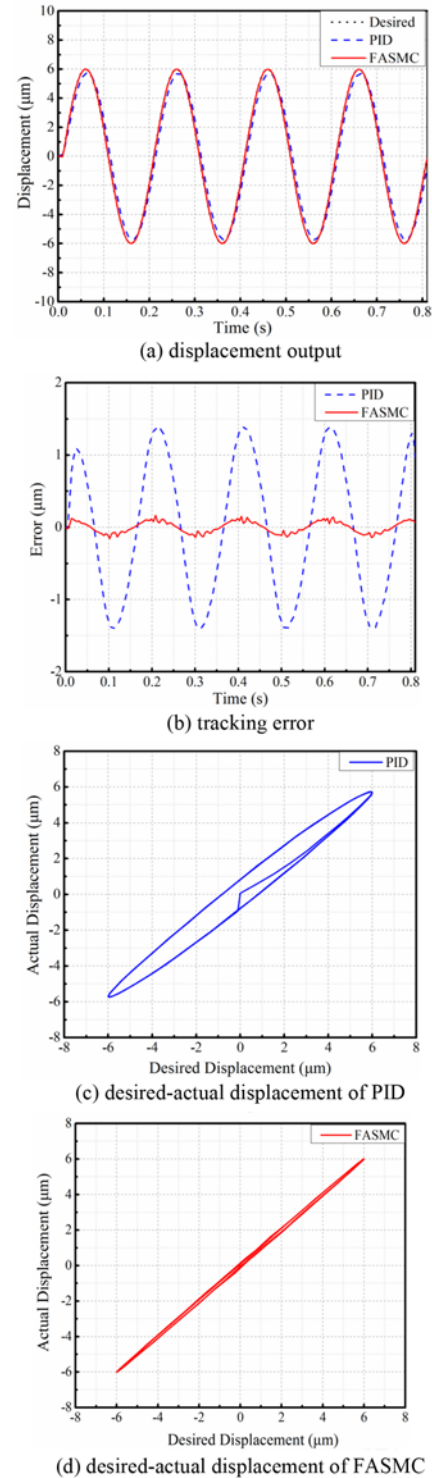 10
8
6
4
2
0
-2
-4
-6
-8
-10
Displacement (μm)
Desired
PID
FASMC
0.0 0.1 0.2 0.3 0.4 0.5 0.6 0.7 0.8
Time (s)
(a) displacement output
2
1
0
-1
-2
Error (μm)
PID
FASMC
0.0 0.1 0.2 0.3 0.4 0.5 0.6 0.7 0.8
Time (s)
(b) tracking error
8
6
4
2
0
-2
-4
-6
-8
Actual Displacement (μm)
PID
-8 -6 -4 -2 0 2 4 6 8
Desired Displacement (μm)
(c) desired-actual displacement of PID
8
6
4
2
0
-2
-4
-6
-8
Actual Displacement (μm)
FASMC
-8 -6 -4 -2 0 2 4 6 8
Desired Displacement (μm)
(d) desired-actual displacement of FASMC